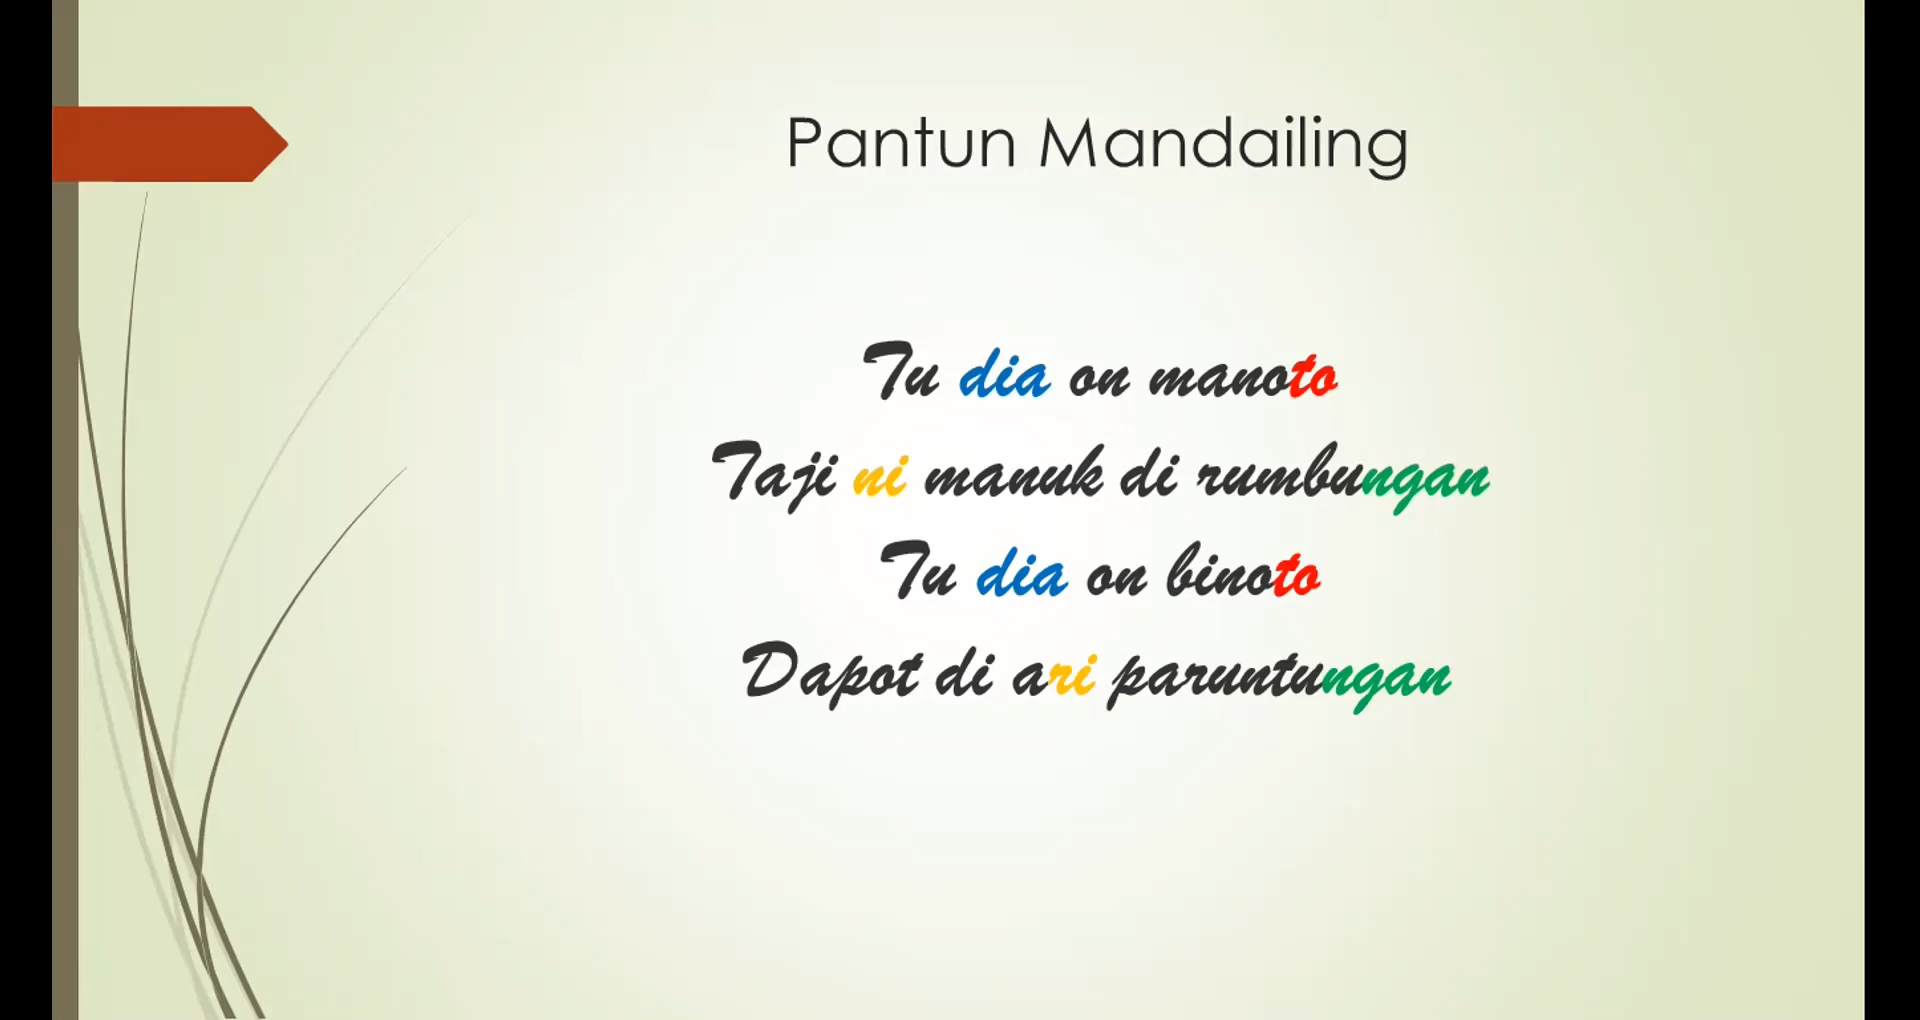 Pantun Mandailing
Tu dia on manoto
Taji ni manuk di rumbungan
Tu dia on binoto
Dapot di ari paruntungan